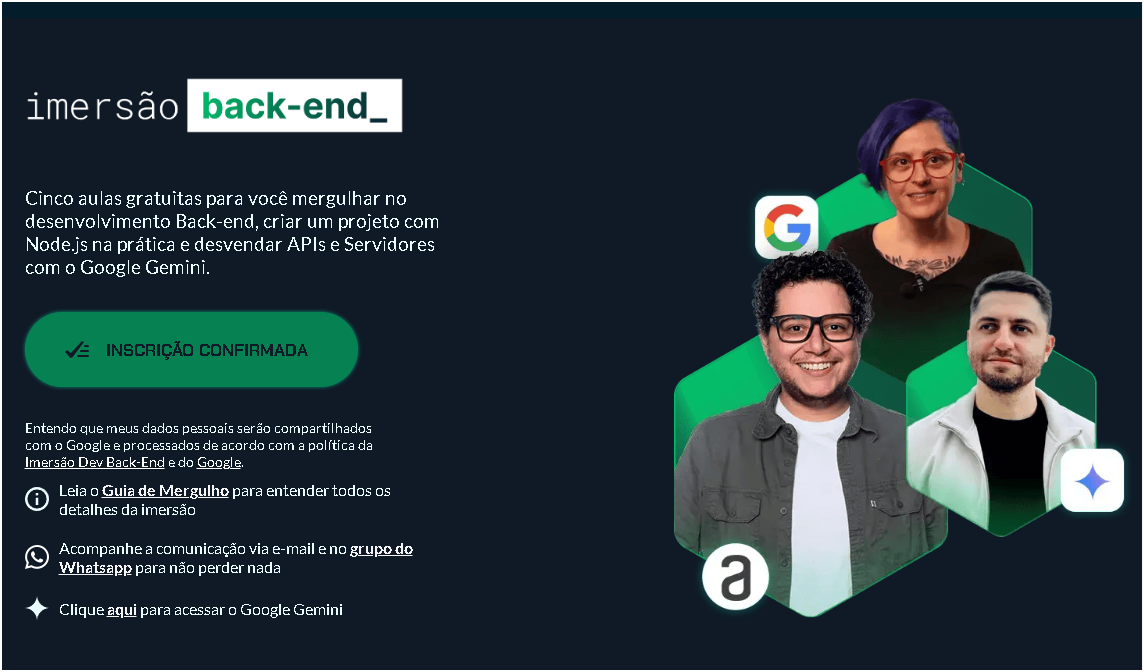 imersão back-end_
Cinco aulas gratuitas para você mergulhar no
desenvolvimento Back-end, criar um projeto com
Node.js na prática e desvendar APIs e Servidores
com o Google Gemini.
INSCRIÇÃO CONFIRMADA
Entendo que meus dados pessoais serão compartilhados
com o Google e processados de acordo com a política da
Imersão Dev Back-End e do Google.
Leia o Guia de Mergulho para entender todos os
detalhes da imersão
Acompanhe a comunicação via e-mail e no grupo do
Whatsapp para não perder nada
Clique aqui para acessar o Google Gemini
G
a